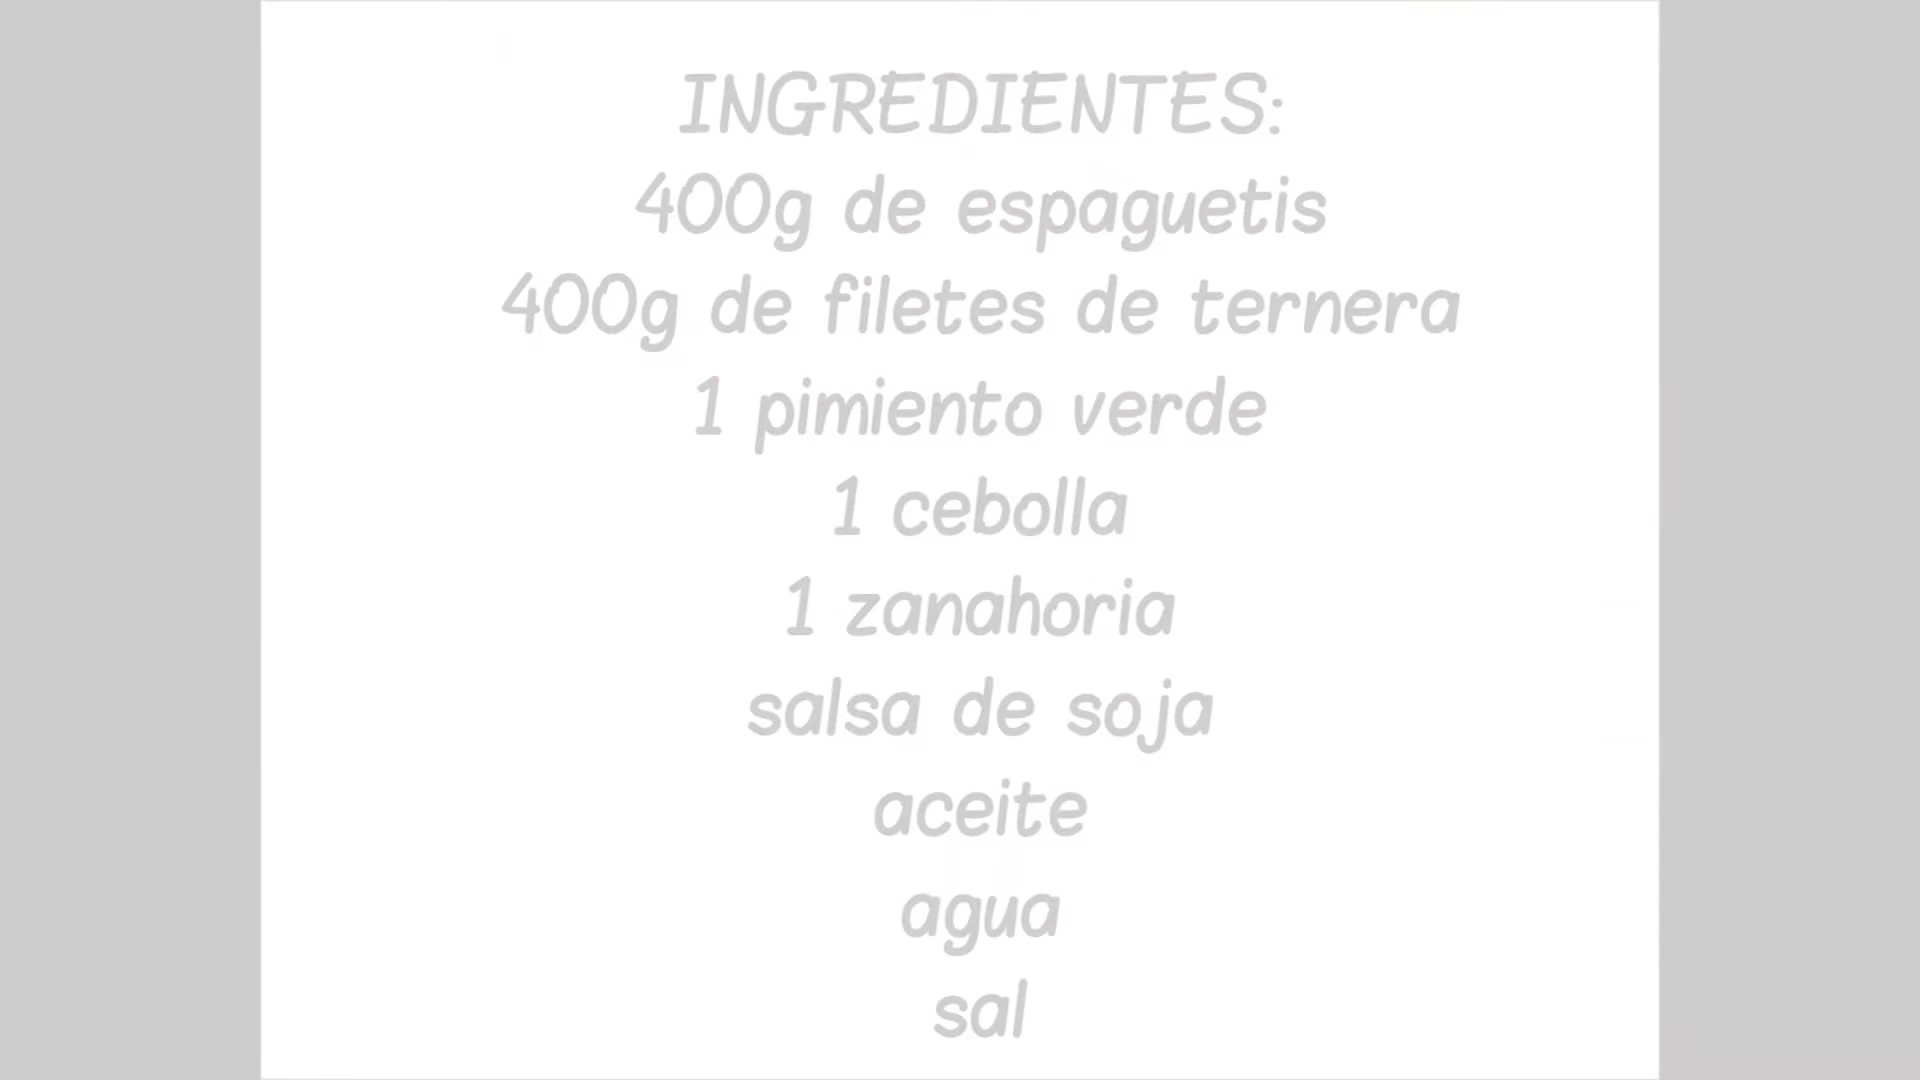 INGREDIENTES:
400g de espaguetis
400g de filetes de ternera
1 pimiento verde
1 cebolla
1 zanahoria
salsa de soja
aceite
agua
sal